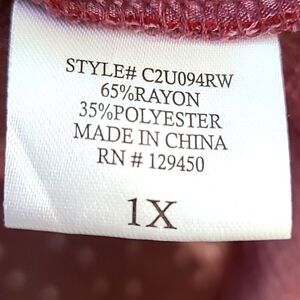 STYLE# C2U094RW
65%RAYON
35%POLYESTER
MADE IN CHINA
RN # 129450
1X